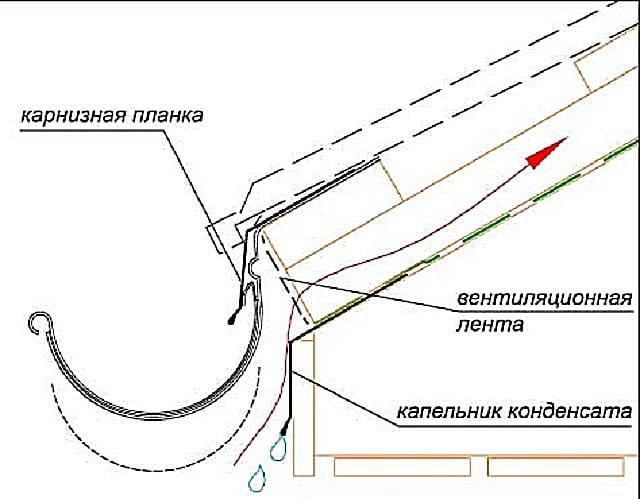 карнизная планка
вентиляционная
лента
капельник конденсата